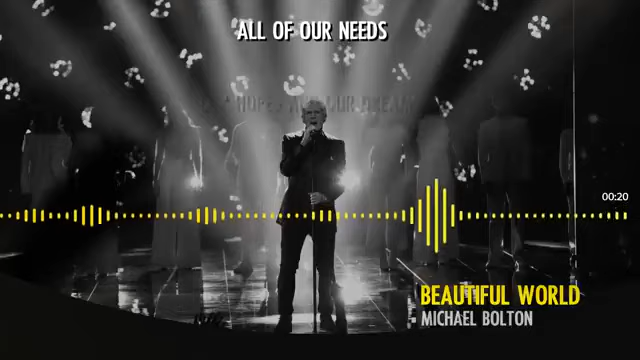 ALL OF OUR NEEDS
00:20
BEAUTIFUL WORLD
MICHAEL BOLTON